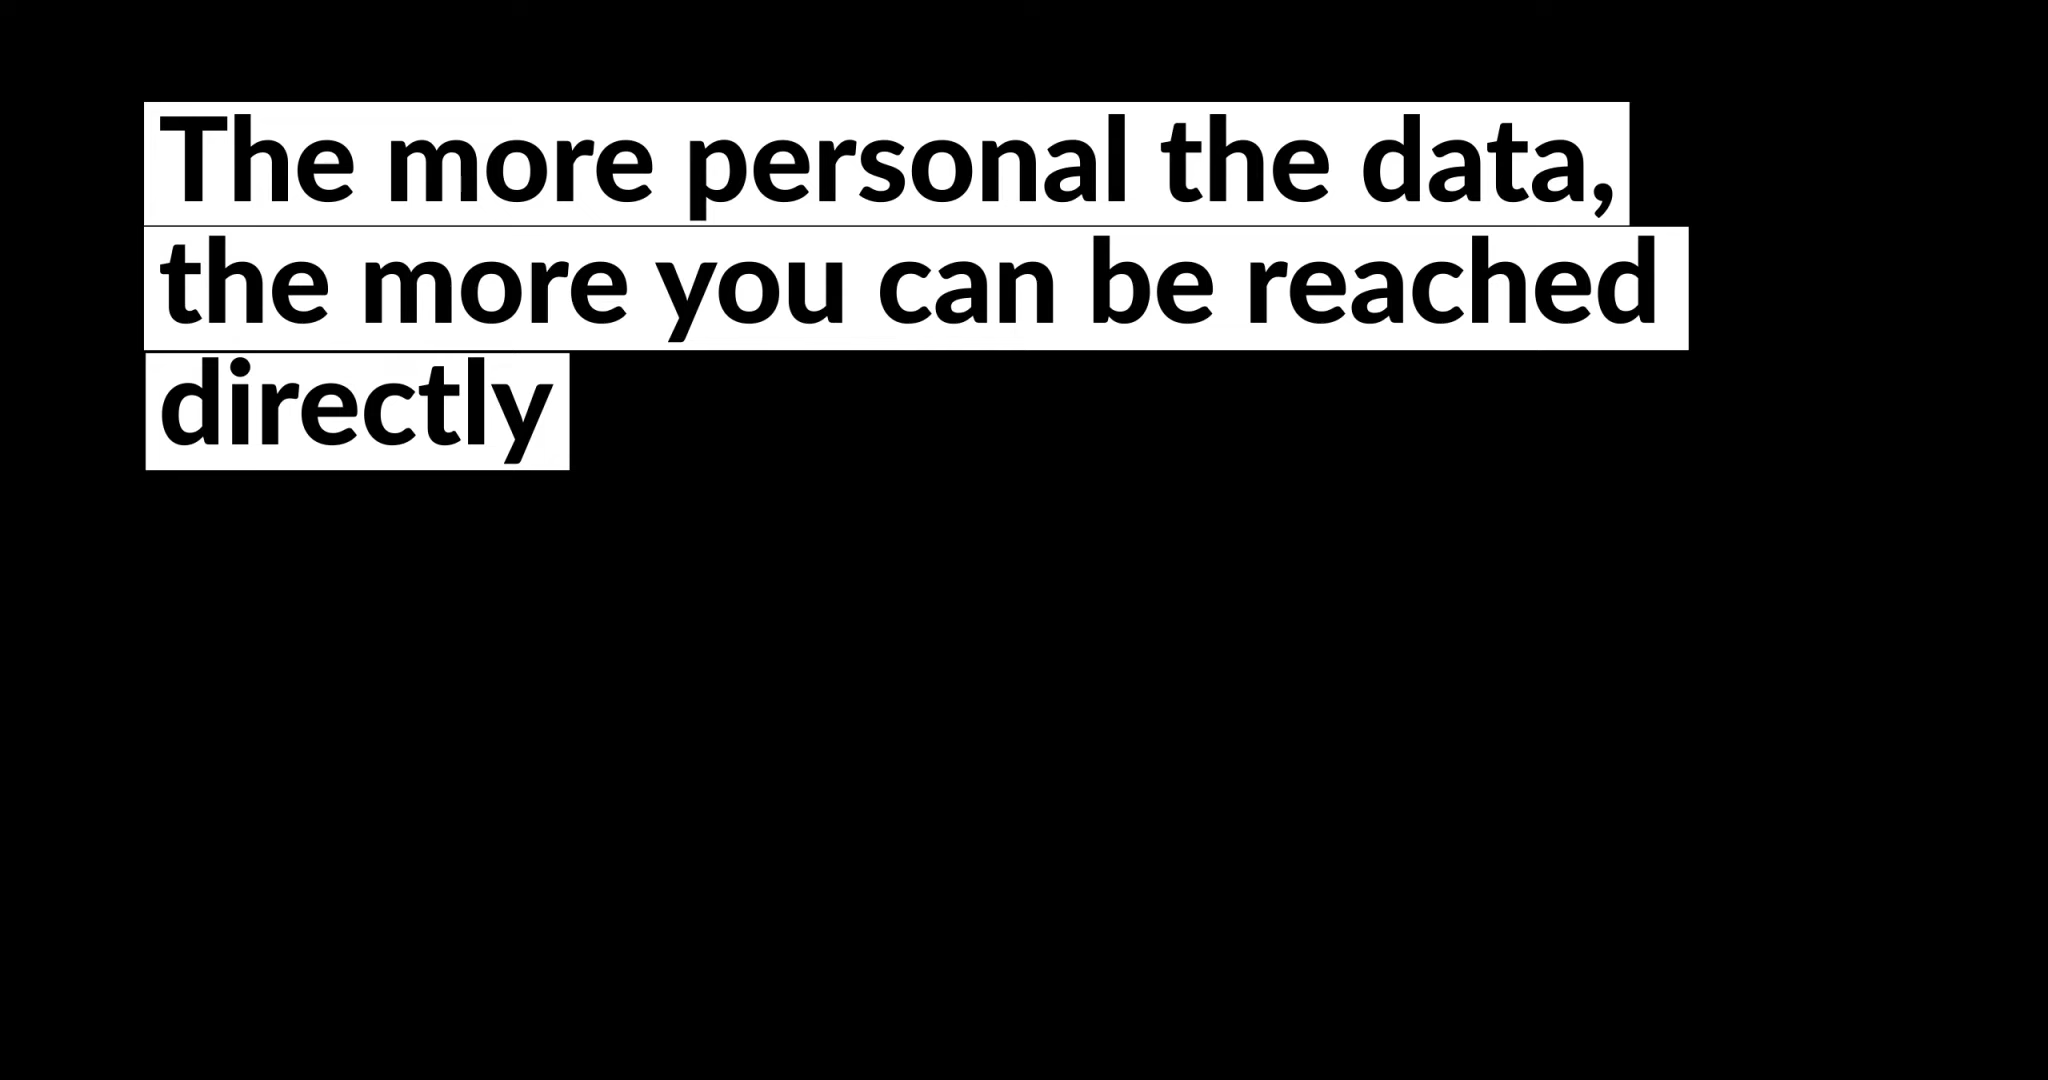 The more personal the data,
the more you can be reached
directly